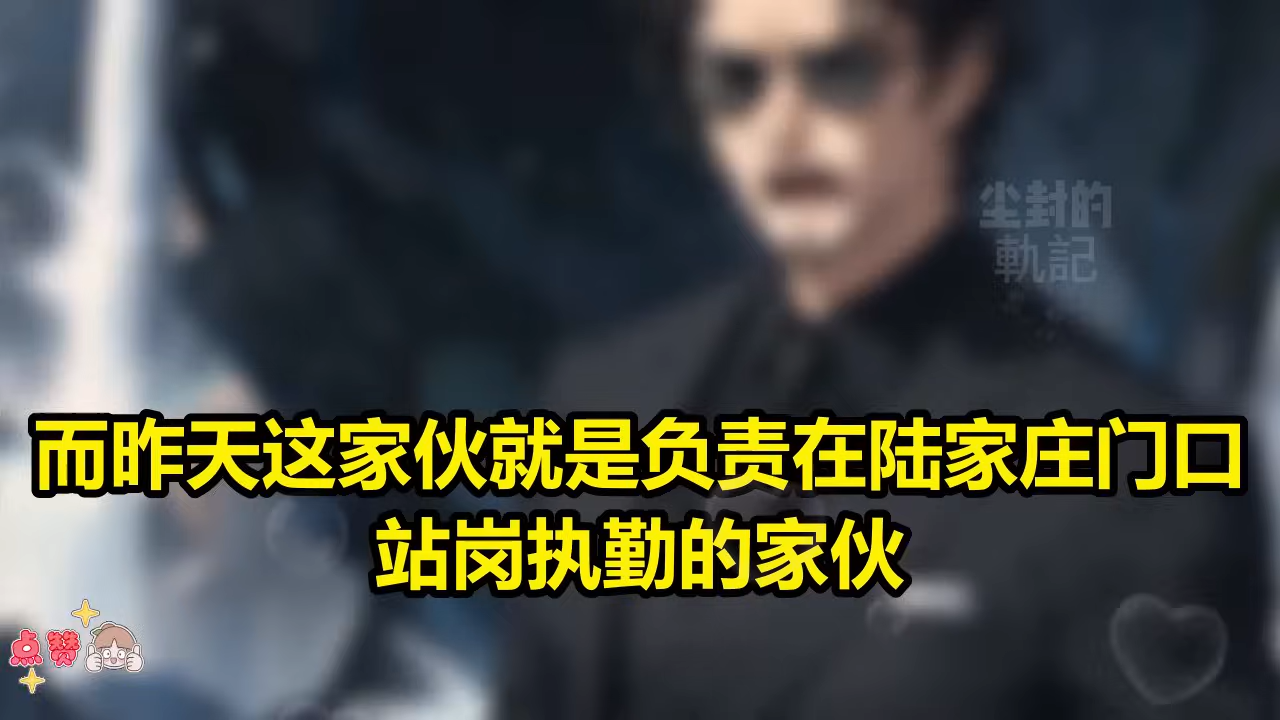 尘封的
軌記
而昨天这家伙就是负责在陆家庄门口
站岗执勤的家伙
点赞